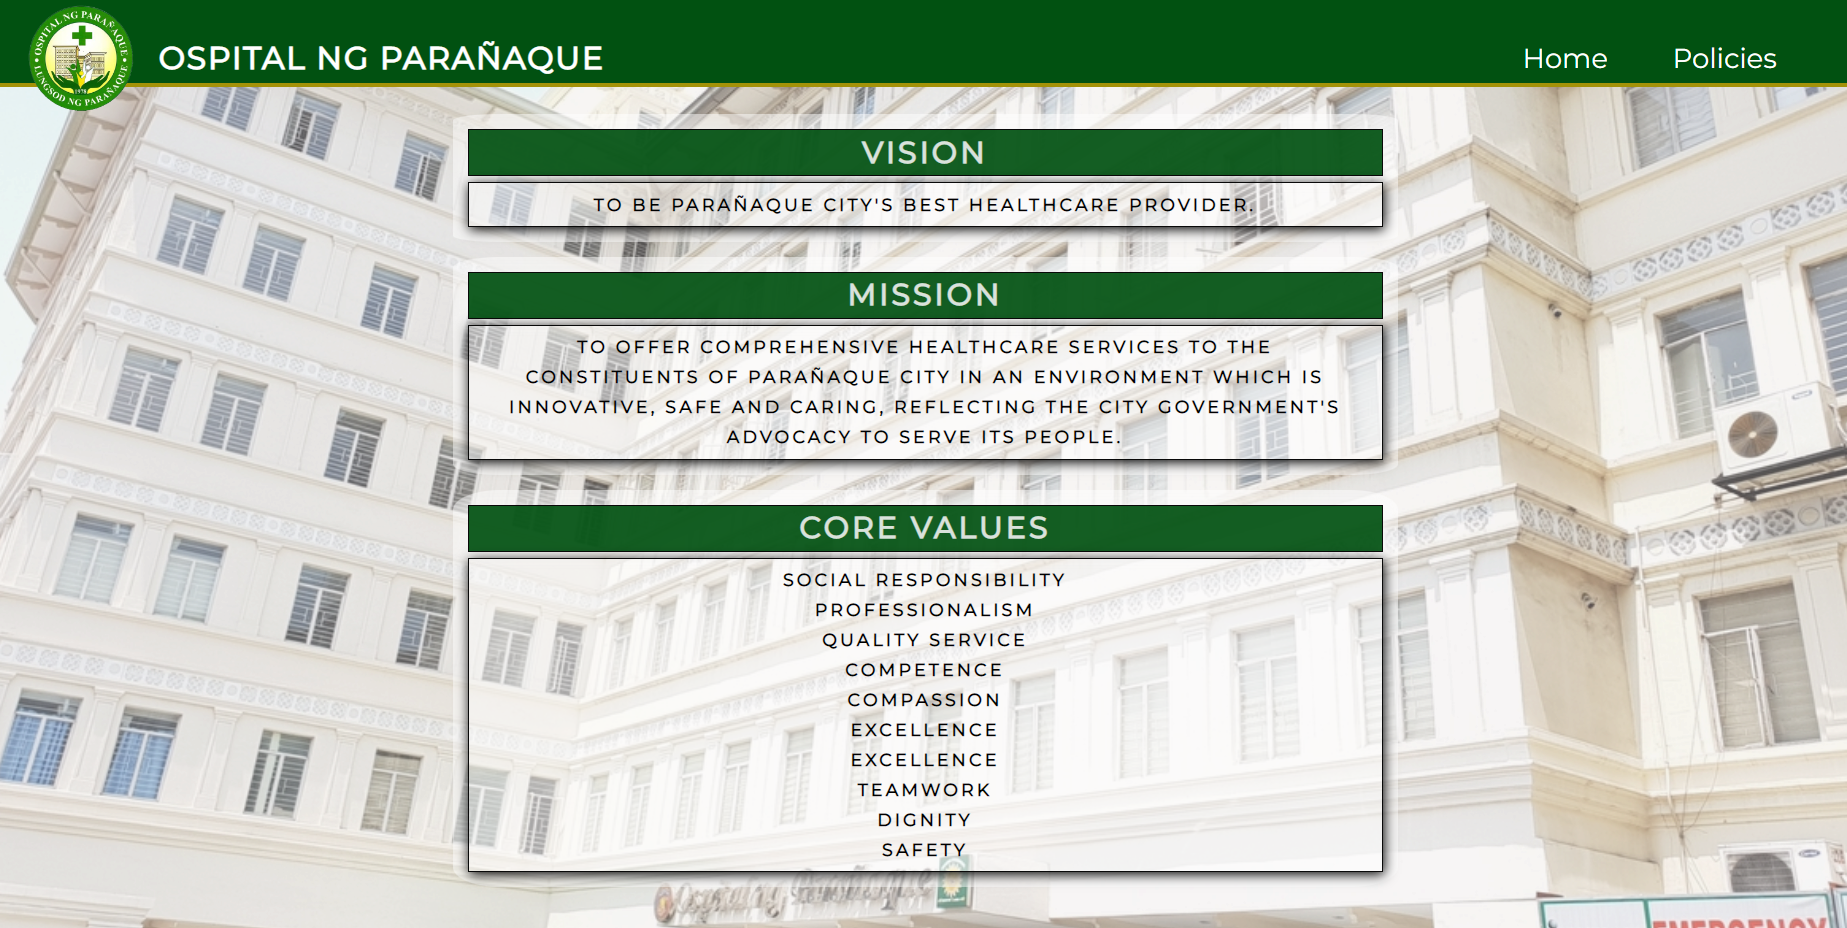 OSPITAL NG PARAÑAQUE
LUNGSOD NG PARAÑAQUE
1978
OSPITAL NG PARAÑAQUE
Home
Policies
VISION
TO BE PARAÑAQUE CITY'S BEST HEALTHCARE PROVIDER.
MISSION
TO OFFER COMPREHENSIVE HEALTHCARE SERVICES TO THE
CONSTITUENTS OF PARAÑAQUE CITY IN AN ENVIRONMENT WHICH IS
INNOVATIVE, SAFE AND CARING, REFLECTING THE CITY GOVERNMENT'S
ADVOCACY TO SERVE ITS PEOPLE.
CORE VALUES
SOCIAL RESPONSIBILITY
PROFESSIONALISM
QUALITY SERVICE
COMPETENCE
COMPASSION
EXCELLENCE
EXCELLENCE
TEAMWORK
DIGNITY
SAFETY
Ospital ng Parañaque
EMERGENCY